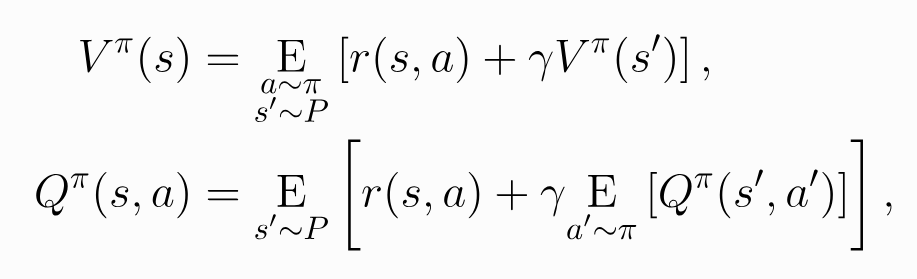 V^π(s) = E_{a∼π, s′∼P} [r(s, a) + γV^π(s′)] ,
Q^π(s, a) = E_{s′∼P} [r(s, a) + γ E_{a′∼π} [Q^π(s′, a′)]] ,